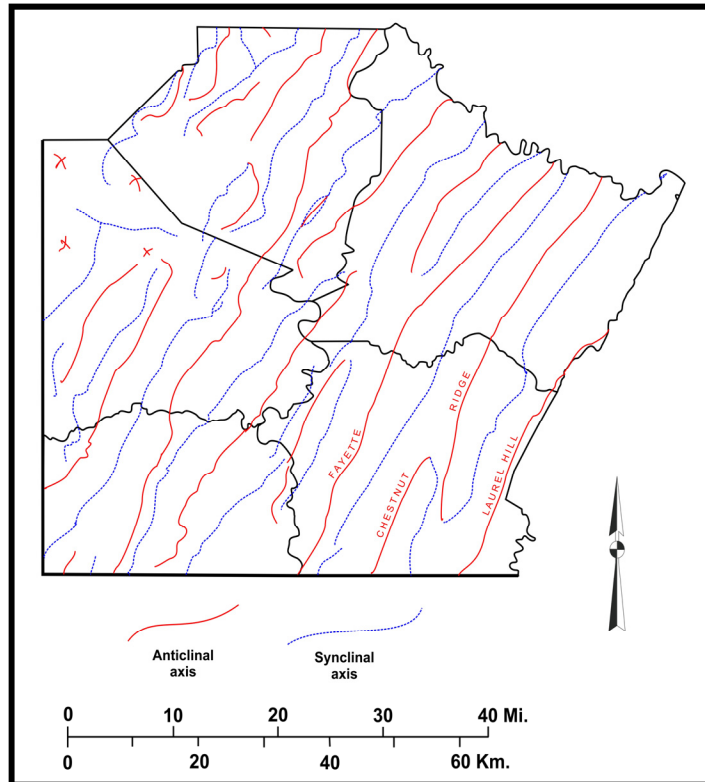 RIDGE
FAYETTE
CHESTNUT
LAUREL HILL
Anticlinal
axis
Synclinal
axis
0 10 20 30 40 Mi.
0 20 40 60 Km.